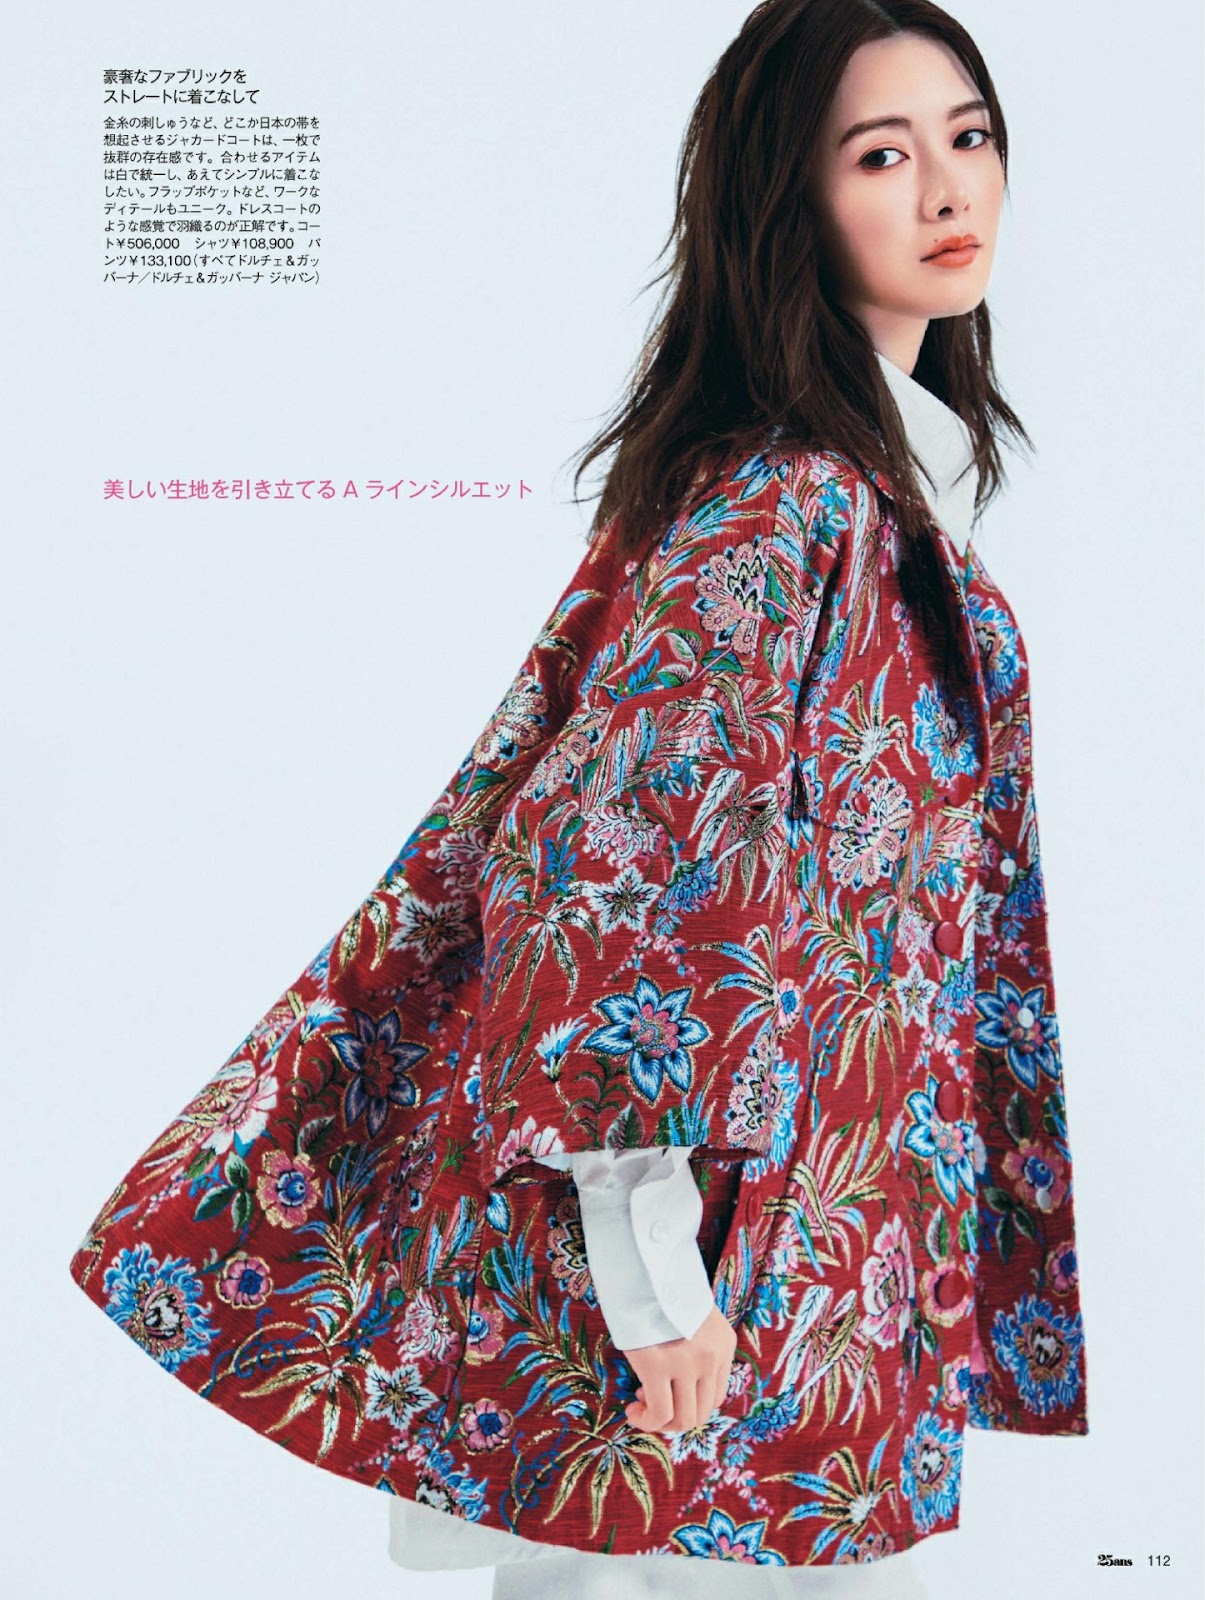 豪奢なファブリックを
ストレートに着こなして
金糸の刺しゅうなど、どこか日本の帯を
想起させるジャカードコートは、一枚で
抜群の存在感です。合わせるアイテム
は白で統一し、あえてシンプルに着こな
したい。フラップポケットなど、ワークな
ディテールもユニーク。ドレスコートの
ような感覚で羽織るのが正解です。コー
ト¥506,000 シャツ¥108,900 パ
ンツ¥133,100（すべてドルチェ＆ガッ
バーナ／ドルチェ＆ガッバーナ ジャパン）
美しい生地を引き立てる A ラインシルエット
25ans 112